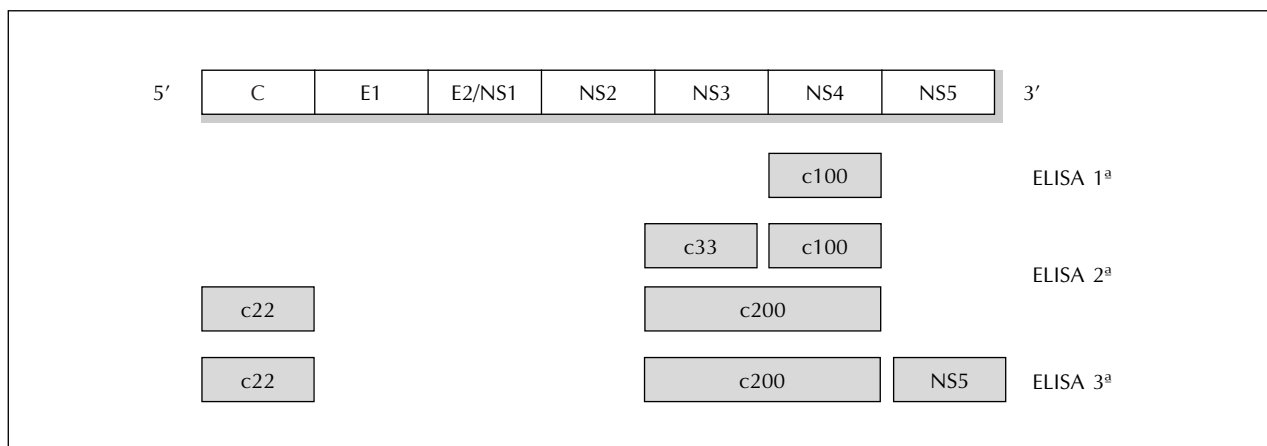 5′ C E1 E2/NS1 NS2 NS3 NS4 NS5 3′
c100 ELISA 1ª
c33 c100
ELISA 2ª
c22 c200
c22 c200 NS5 ELISA 3ª